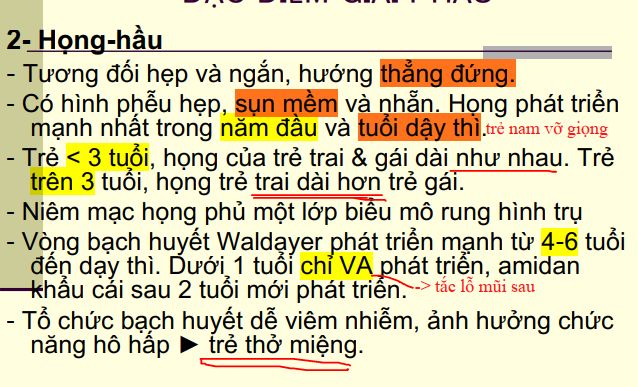 2- Họng-hầu
- Tương đối hẹp và ngắn, hướng thẳng đứng.
- Có hình phễu hẹp, sụn mềm và nhẵn. Họng phát triển
mạnh nhất trong năm đầu và tuổi dậy thì. trẻ nam vỡ giọng
- Trẻ < 3 tuổi, họng của trẻ trai & gái dài như nhau. Trẻ
trên 3 tuổi, họng trẻ trai dài hơn trẻ gái.
- Niêm mạc họng phủ một lớp biểu mô rung hình trụ
- Vòng bạch huyết Waldayer phát triển mạnh từ 4-6 tuổi
đến dạy thì. Dưới 1 tuổi chỉ VA phát triển, amidan
khẩu cái sau 2 tuổi mới phát triển. --> tắc lỗ mũi sau
- Tổ chức bạch huyết dễ viêm nhiễm, ảnh hưởng chức
năng hô hấp ► trẻ thở miệng.